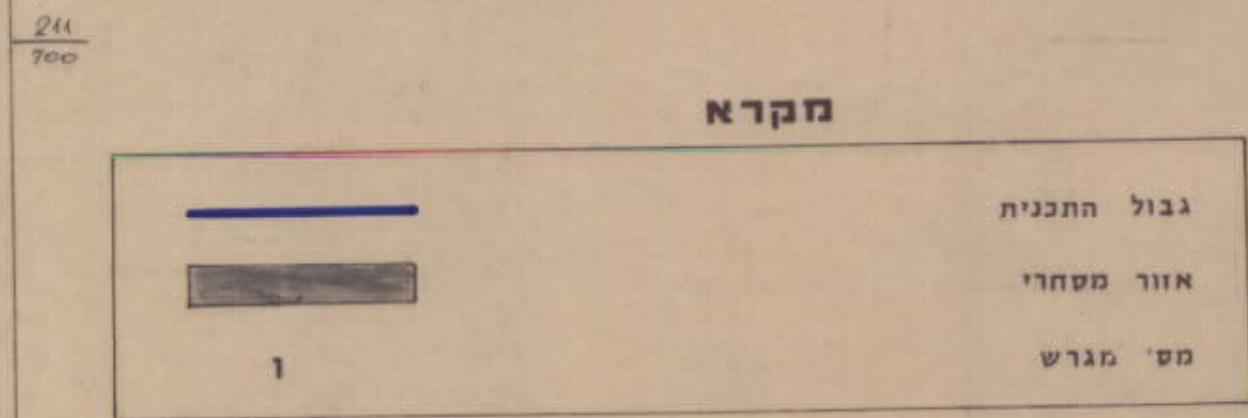 211
700
מקרא
גבול התכנית
אזור מסחרי
מס' מגרש 1